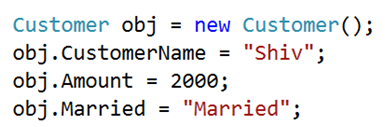 Customer obj = new Customer();
obj.CustomerName = "Shiv";
obj.Amount = 2000;
obj.Married = "Married";